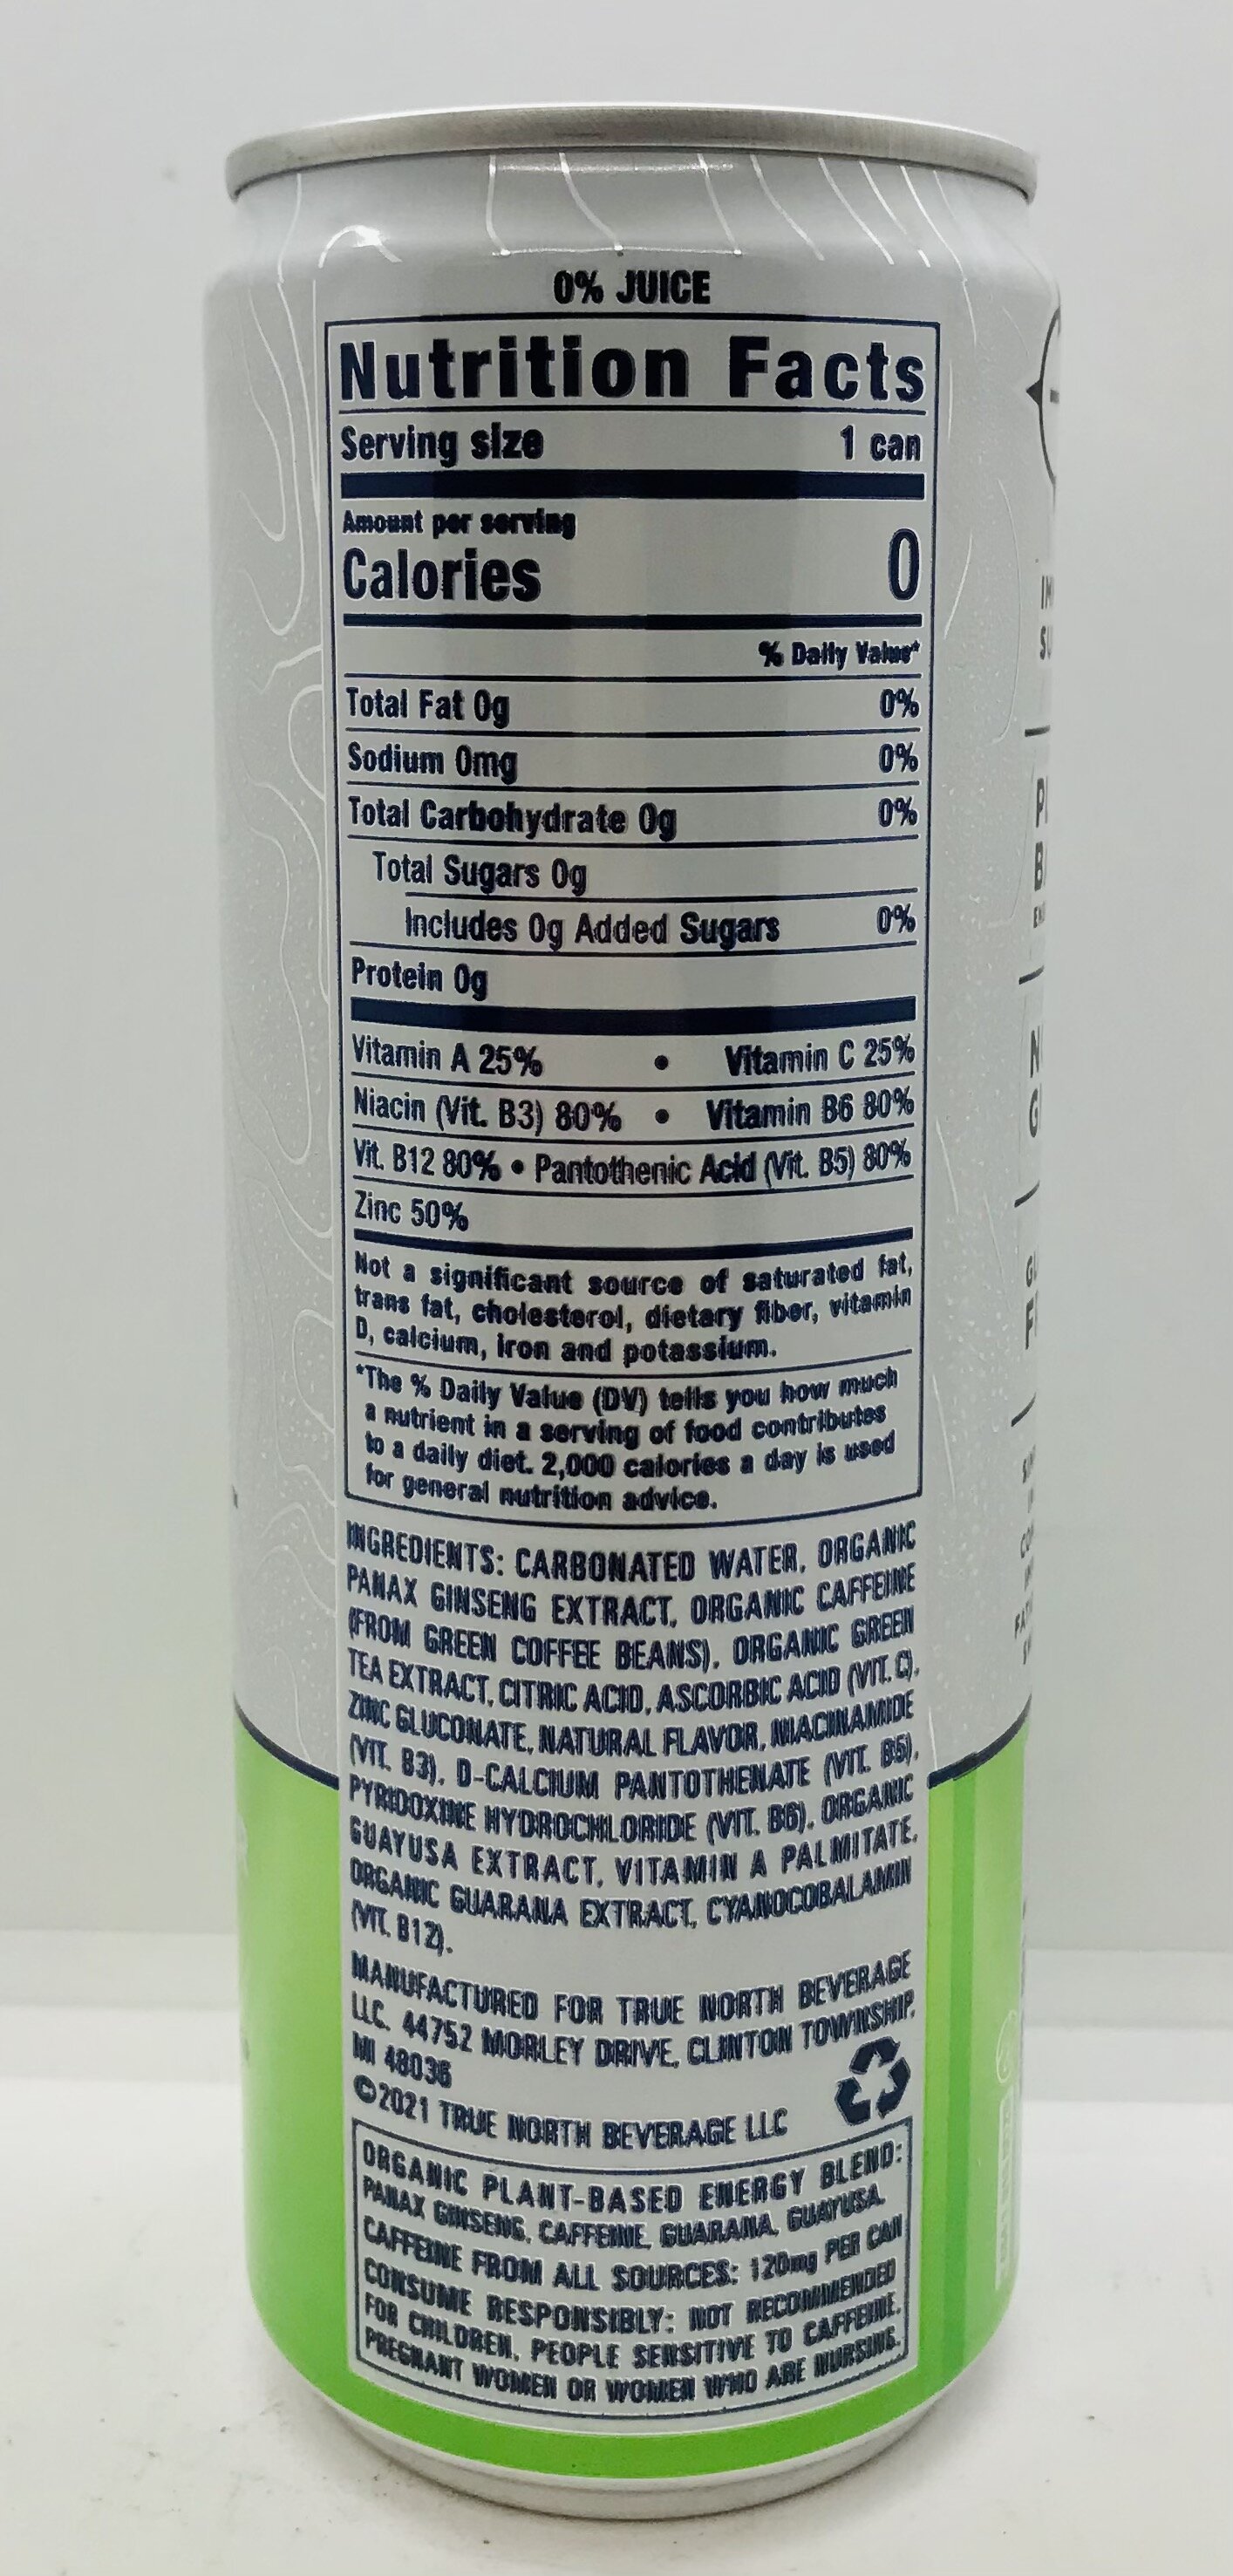 0% JUICE
Nutrition Facts
Serving size 1 can
Amount per serving
Calories 0
% Daily Value*
Total Fat 0g 0%
Sodium 0mg 0%
Total Carbohydrate 0g 0%
Total Sugars 0g
Includes 0g Added Sugars 0%
Protein 0g
Vitamin A 25% • Vitamin C 25%
Niacin (Vit. B3) 80% • Vitamin B6 80%
Vit. B12 80% • Pantothenic Acid (Vit. B5) 80%
Zinc 50%
Not a significant source of saturated fat,
trans fat, cholesterol, dietary fiber, vitamin
D, calcium, iron and potassium.
*The % Daily Value (DV) tells you how much
a nutrient in a serving of food contributes
to a daily diet. 2,000 calories a day is used
for general nutrition advice.
INGREDIENTS: CARBONATED WATER, ORGANIC
PANAX GINSENG EXTRACT, ORGANIC CAFFEINE
(FROM GREEN COFFEE BEANS), ORGANIC GREEN
TEA EXTRACT, CITRIC ACID, ASCORBIC ACID (VIT. C),
ZINC GLUCONATE, NATURAL FLAVOR, NIACINAMIDE
(VIT. B3), D-CALCIUM PANTOTHENATE (VIT. B5),
PYRIDOXINE HYDROCHLORIDE (VIT. B6), ORGANIC
GUAYUSA EXTRACT, VITAMIN A PALMITATE,
ORGANIC GUARANA EXTRACT, CYANOCOBALAMIN
(VIT. B12).
MANUFACTURED FOR TRUE NORTH BEVERAGE
LLC. 44752 MORLEY DRIVE, CLINTON TOWNSHIP,
MI 48036
©2021 TRUE NORTH BEVERAGE LLC
ORGANIC PLANT-BASED ENERGY BLEND:
PANAX GINSENG, CAFFEINE, GUARANA, GUAYUSA.
CAFFEINE FROM ALL SOURCES: 120mg PER CAN
CONSUME RESPONSIBLY: NOT RECOMMENDED
FOR CHILDREN, PEOPLE SENSITIVE TO CAFFEINE,
PREGNANT WOMEN OR WOMEN WHO ARE NURSING.